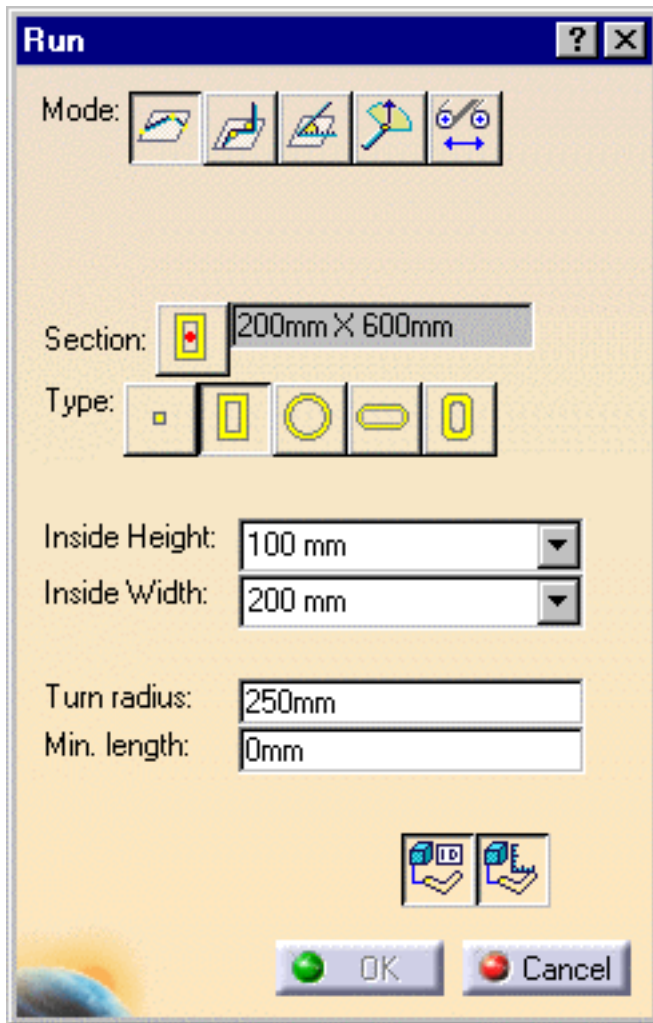 Run
Mode:
Section: 200mm X 600mm
Type:
Inside Height: 100 mm
Inside Width: 200 mm
Turn radius: 250mm
Min. length: 0mm
OK Cancel